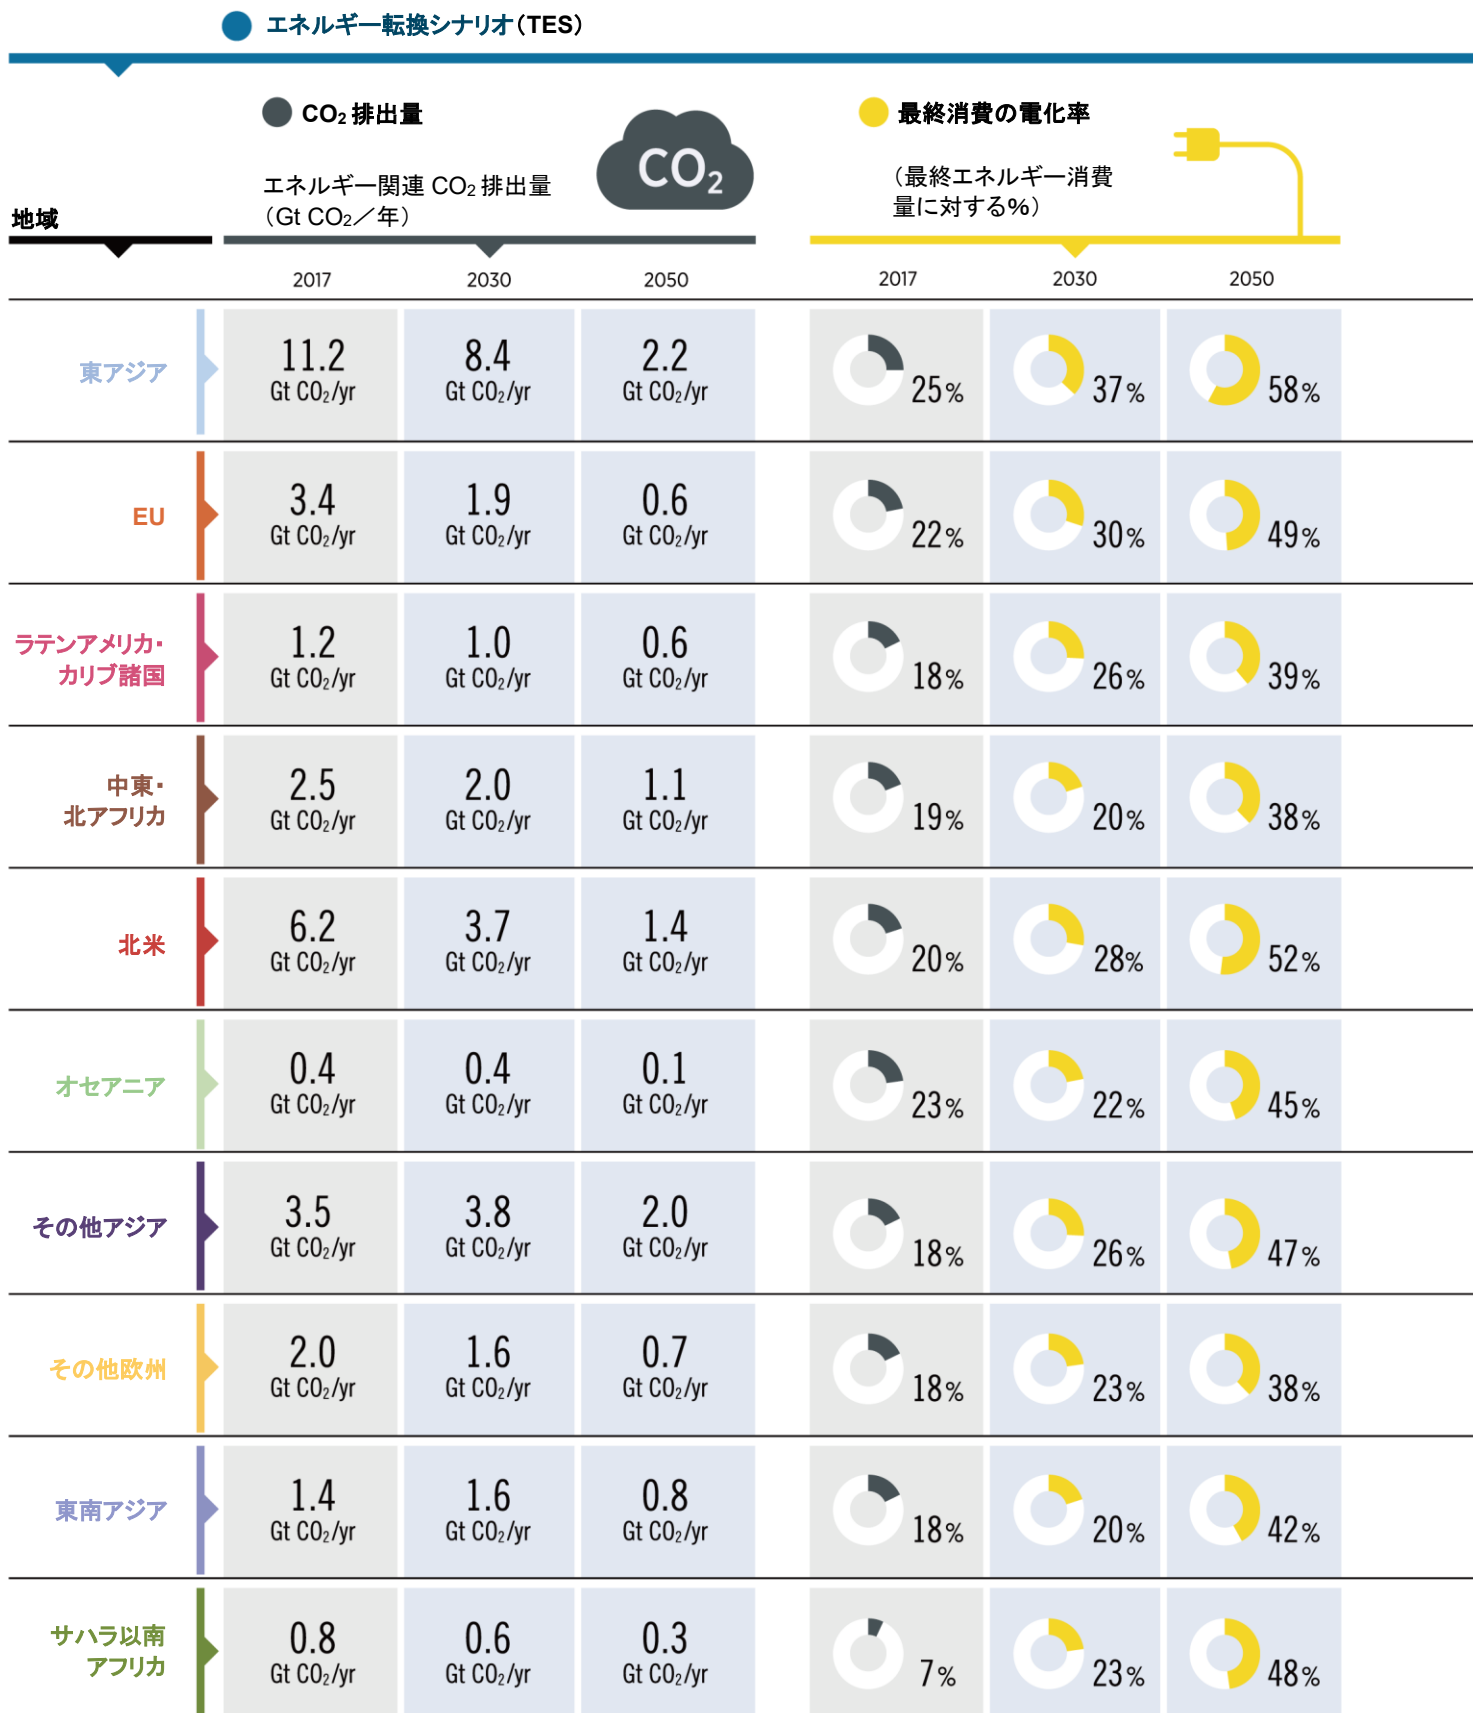 エネルギー転換シナリオ（TES）
CO₂ 排出量
エネルギー関連 CO₂ 排出量
（Gt CO₂／年）
CO₂
最終消費の電化率
（最終エネルギー消費
量に対する%）
地域
2017 2030 2050 2017 2030 2050
東アジア
11.2 8.4 2.2
Gt CO₂/yr Gt CO₂/yr Gt CO₂/yr
25% 37% 58%
EU
3.4 1.9 0.6
Gt CO₂/yr Gt CO₂/yr Gt CO₂/yr
22% 30% 49%
ラテンアメリカ・
カリブ諸国
1.2 1.0 0.6
Gt CO₂/yr Gt CO₂/yr Gt CO₂/yr
18% 26% 39%
中東・
北アフリカ
2.5 2.0 1.1
Gt CO₂/yr Gt CO₂/yr Gt CO₂/yr
19% 20% 38%
北米
6.2 3.7 1.4
Gt CO₂/yr Gt CO₂/yr Gt CO₂/yr
20% 28% 52%
オセアニア
0.4 0.4 0.1
Gt CO₂/yr Gt CO₂/yr Gt CO₂/yr
23% 22% 45%
その他アジア
3.5 3.8 2.0
Gt CO₂/yr Gt CO₂/yr Gt CO₂/yr
18% 26% 47%
その他欧州
2.0 1.6 0.7
Gt CO₂/yr Gt CO₂/yr Gt CO₂/yr
18% 23% 38%
東南アジア
1.4 1.6 0.8
Gt CO₂/yr Gt CO₂/yr Gt CO₂/yr
18% 20% 42%
サハラ以南
アフリカ
0.8 0.6 0.3
Gt CO₂/yr Gt CO₂/yr Gt CO₂/yr
7% 23% 48%